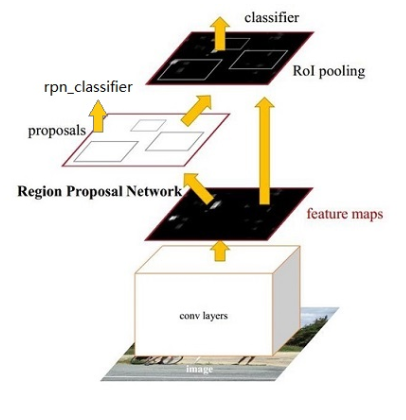 classifier
RoI pooling
rpn_classifier
proposals
Region Proposal Network
feature maps
conv layers
image